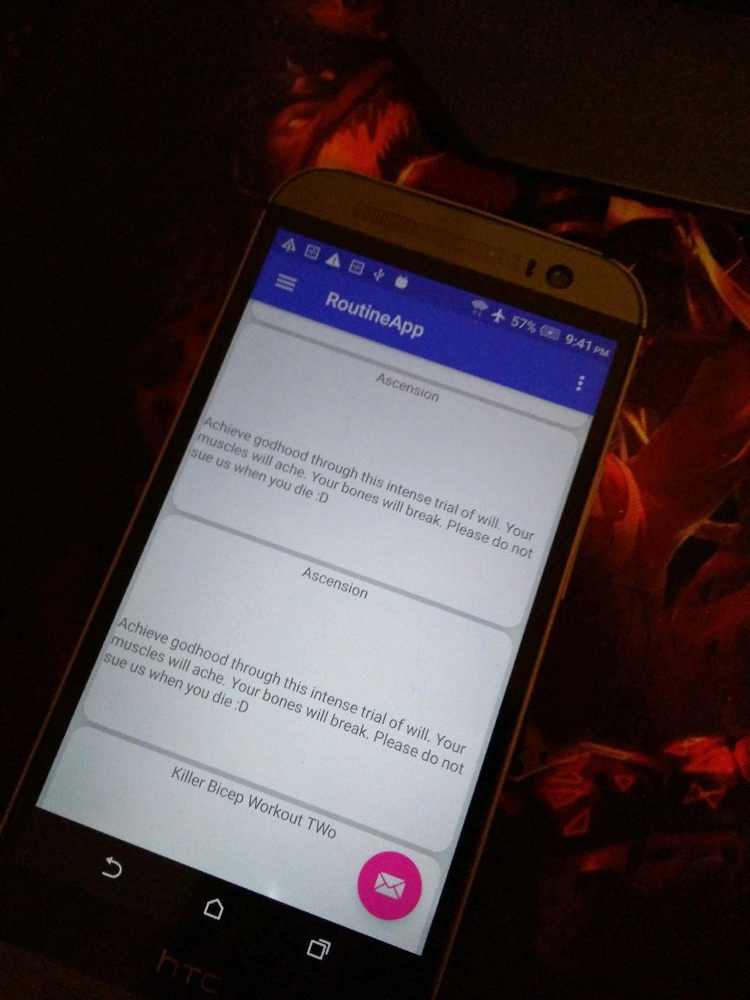 57% 9:41 PM
RoutineApp
Ascension
Achieve godhood through this intense trial of will. Your
muscles will ache. Your bones will break. Please do not
sue us when you die :D
Ascension
Achieve godhood through this intense trial of will. Your
muscles will ache. Your bones will break. Please do not
sue us when you die :D
Killer Bicep Workout TWo
hTC